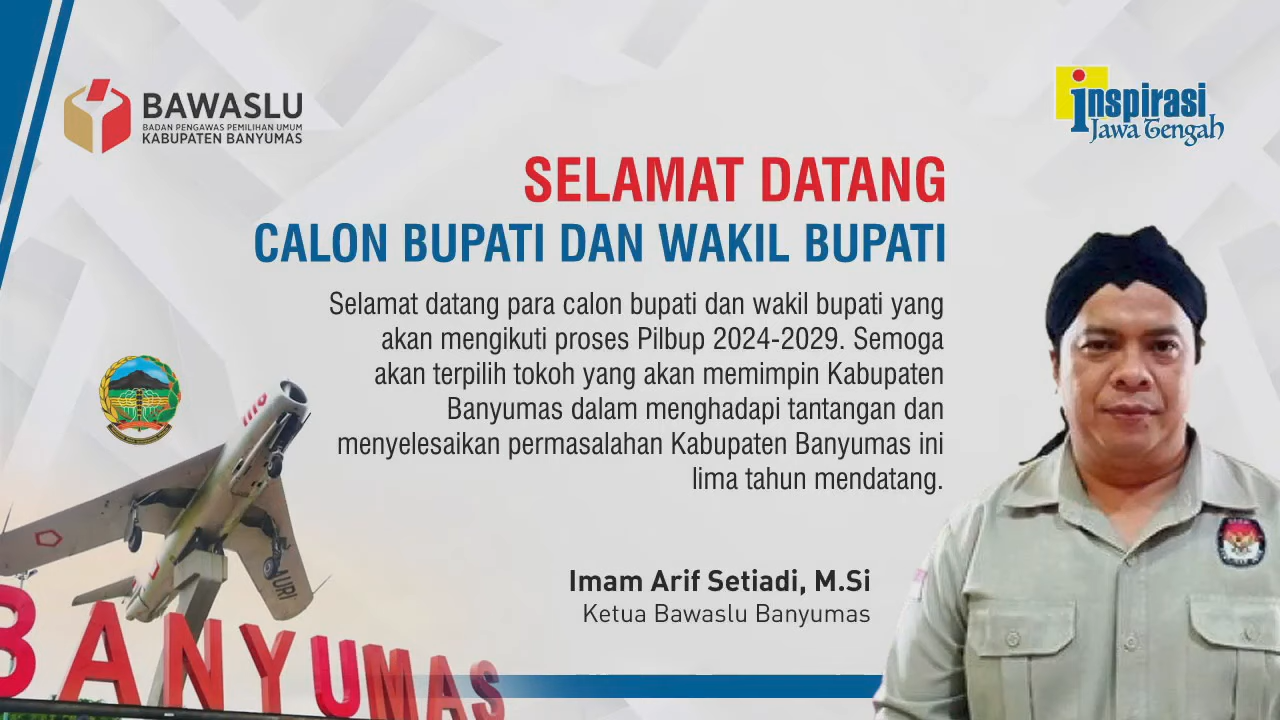 BAWASLU
BADAN PENGAWAS PEMILIHAN UMUM
KABUPATEN BANYUMAS
inspirasi
Jawa Tengah
SELAMAT DATANG
CALON BUPATI DAN WAKIL BUPATI
Selamat datang para calon bupati dan wakil bupati yang
akan mengikuti proses Pilbup 2024-2029. Semoga
akan terpilih tokoh yang akan memimpin Kabupaten
Banyumas dalam menghadapi tantangan dan
menyelesaikan permasalahan Kabupaten Banyumas ini
lima tahun mendatang.
Imam Arif Setiadi, M.Si
Ketua Bawaslu Banyumas
AURI
BANYUMAS